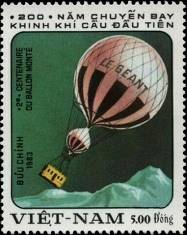 200 NĂM CHUYẾN BAY
KHINH KHÍ CẦU ĐẦU TIÊN
2e CENTENAIRE
DU BALLON MONTÉ
BƯU CHÍNH
1983
LE GÉANT
VIỆT-NAM 5.00 Đồng